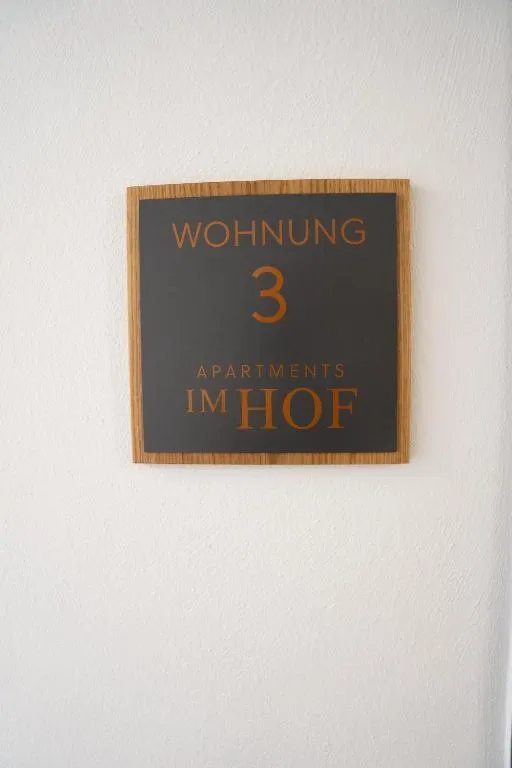 WOHNUNG
3
APARTMENTS
IM HOF